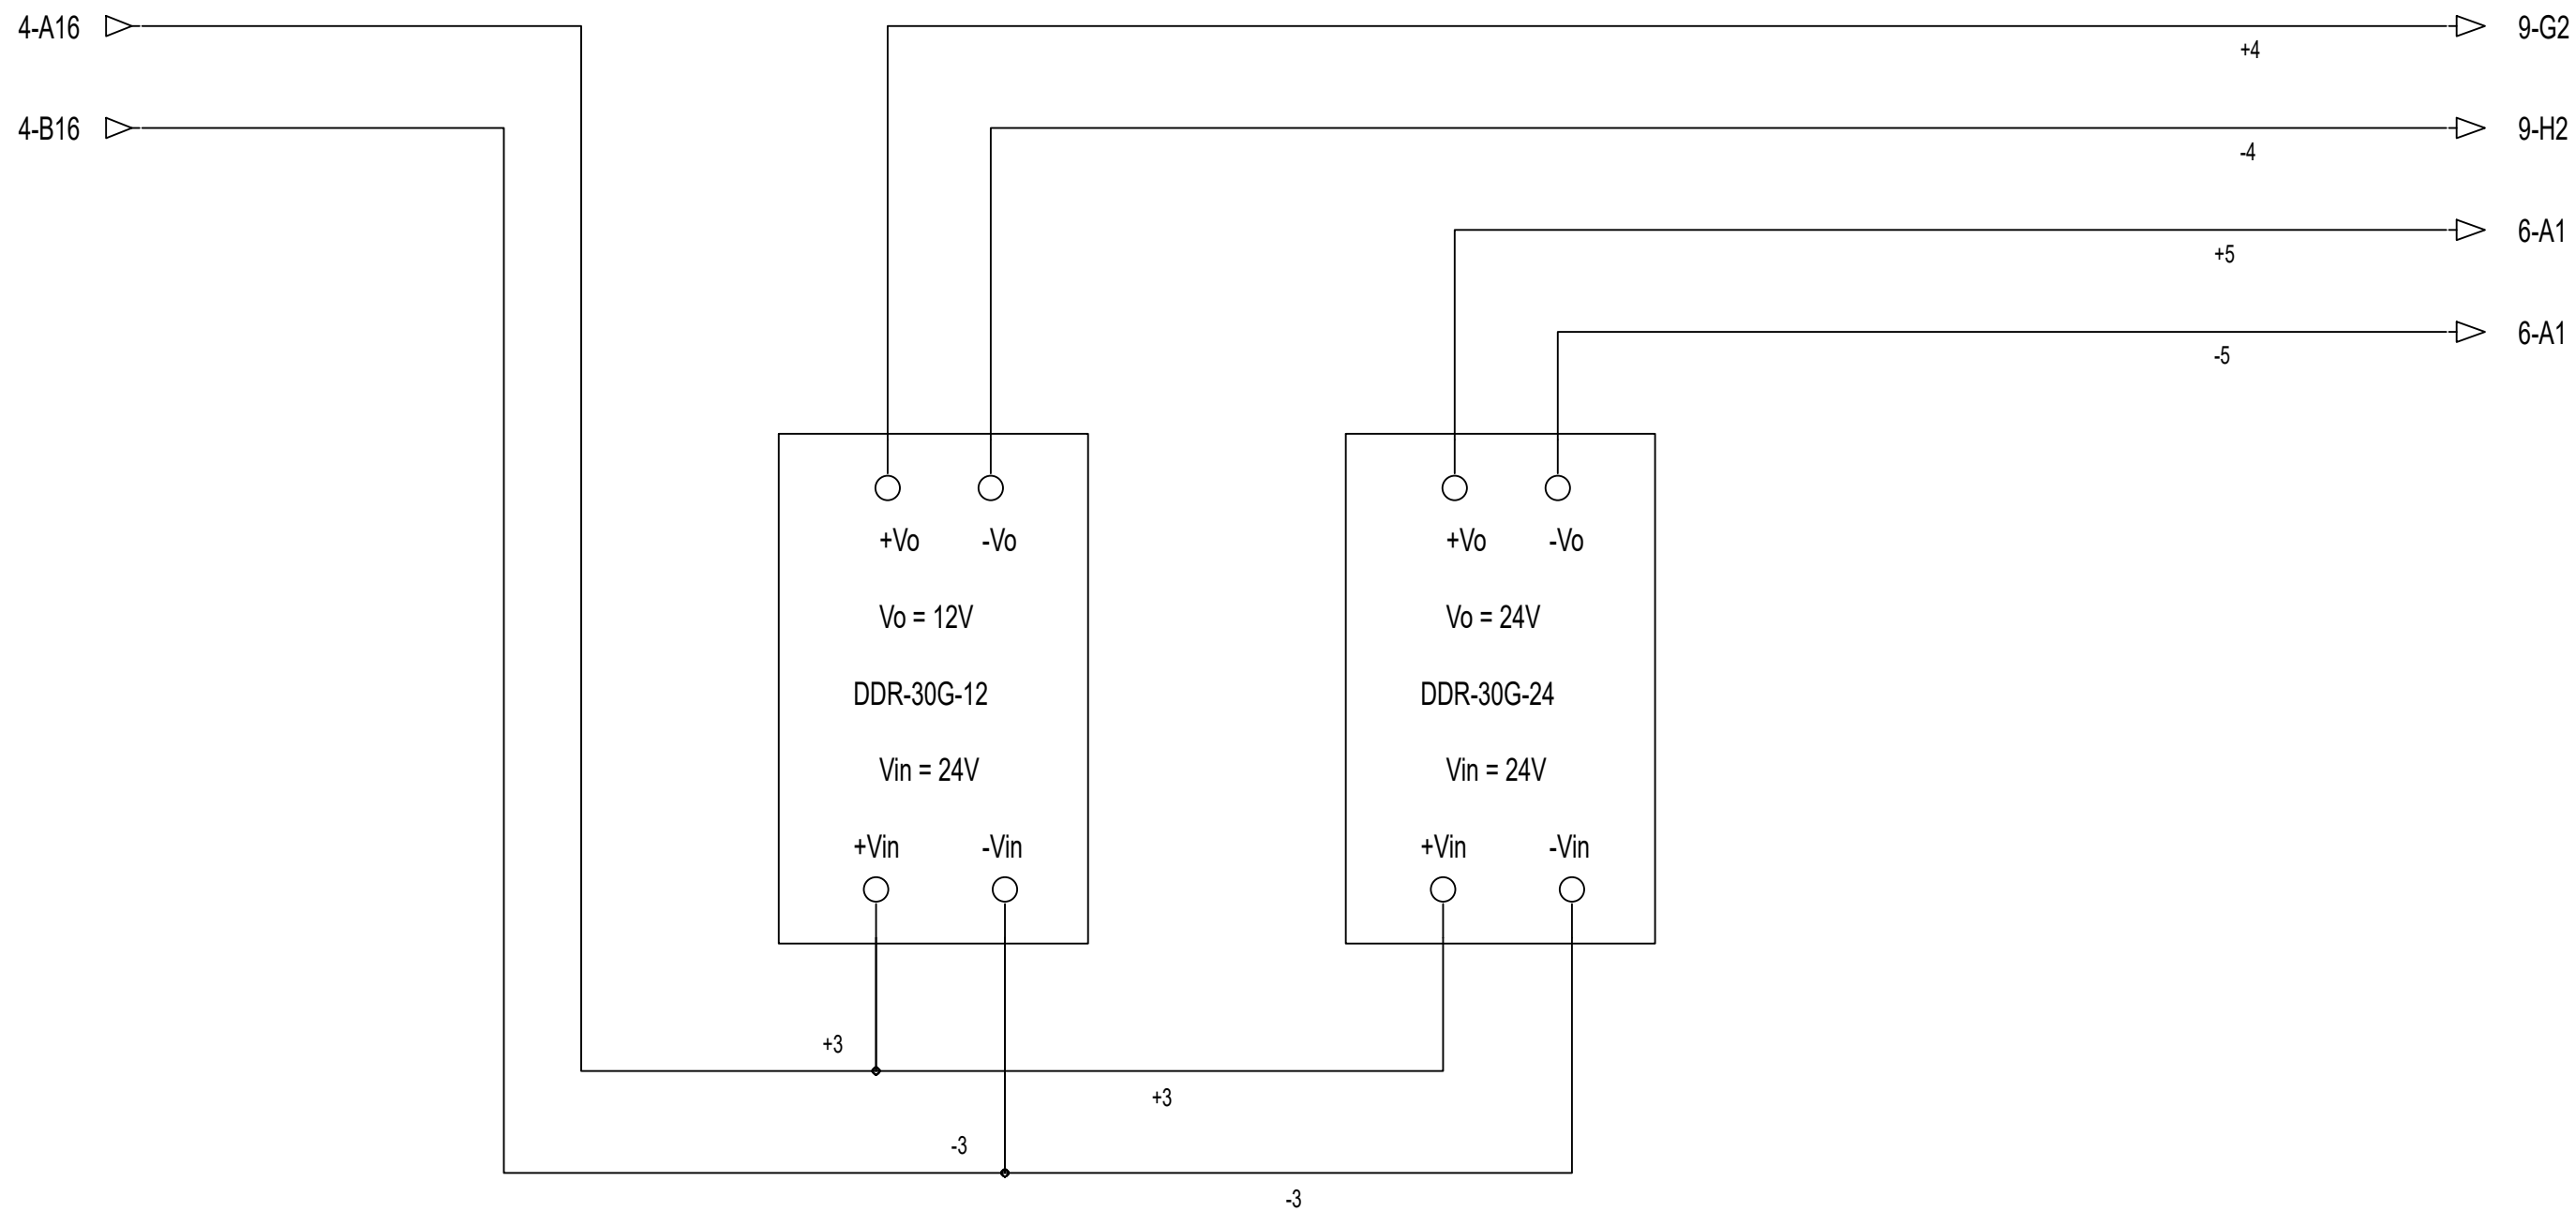 4-A16
9-G2
+4
4-B16
9-H2
-4
6-A1
+5
6-A1
-5
+Vo -Vo
Vo = 12V
DDR-30G-12
Vin = 24V
+Vin -Vin
+Vo -Vo
Vo = 24V
DDR-30G-24
Vin = 24V
+Vin -Vin
+3
+3
-3
-3